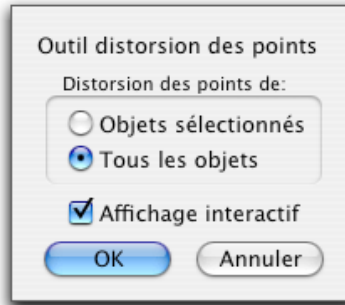 Outil distorsion des points
Distorsion des points de:
Objets sélectionnés
Tous les objets
Affichage interactif
OK Annuler